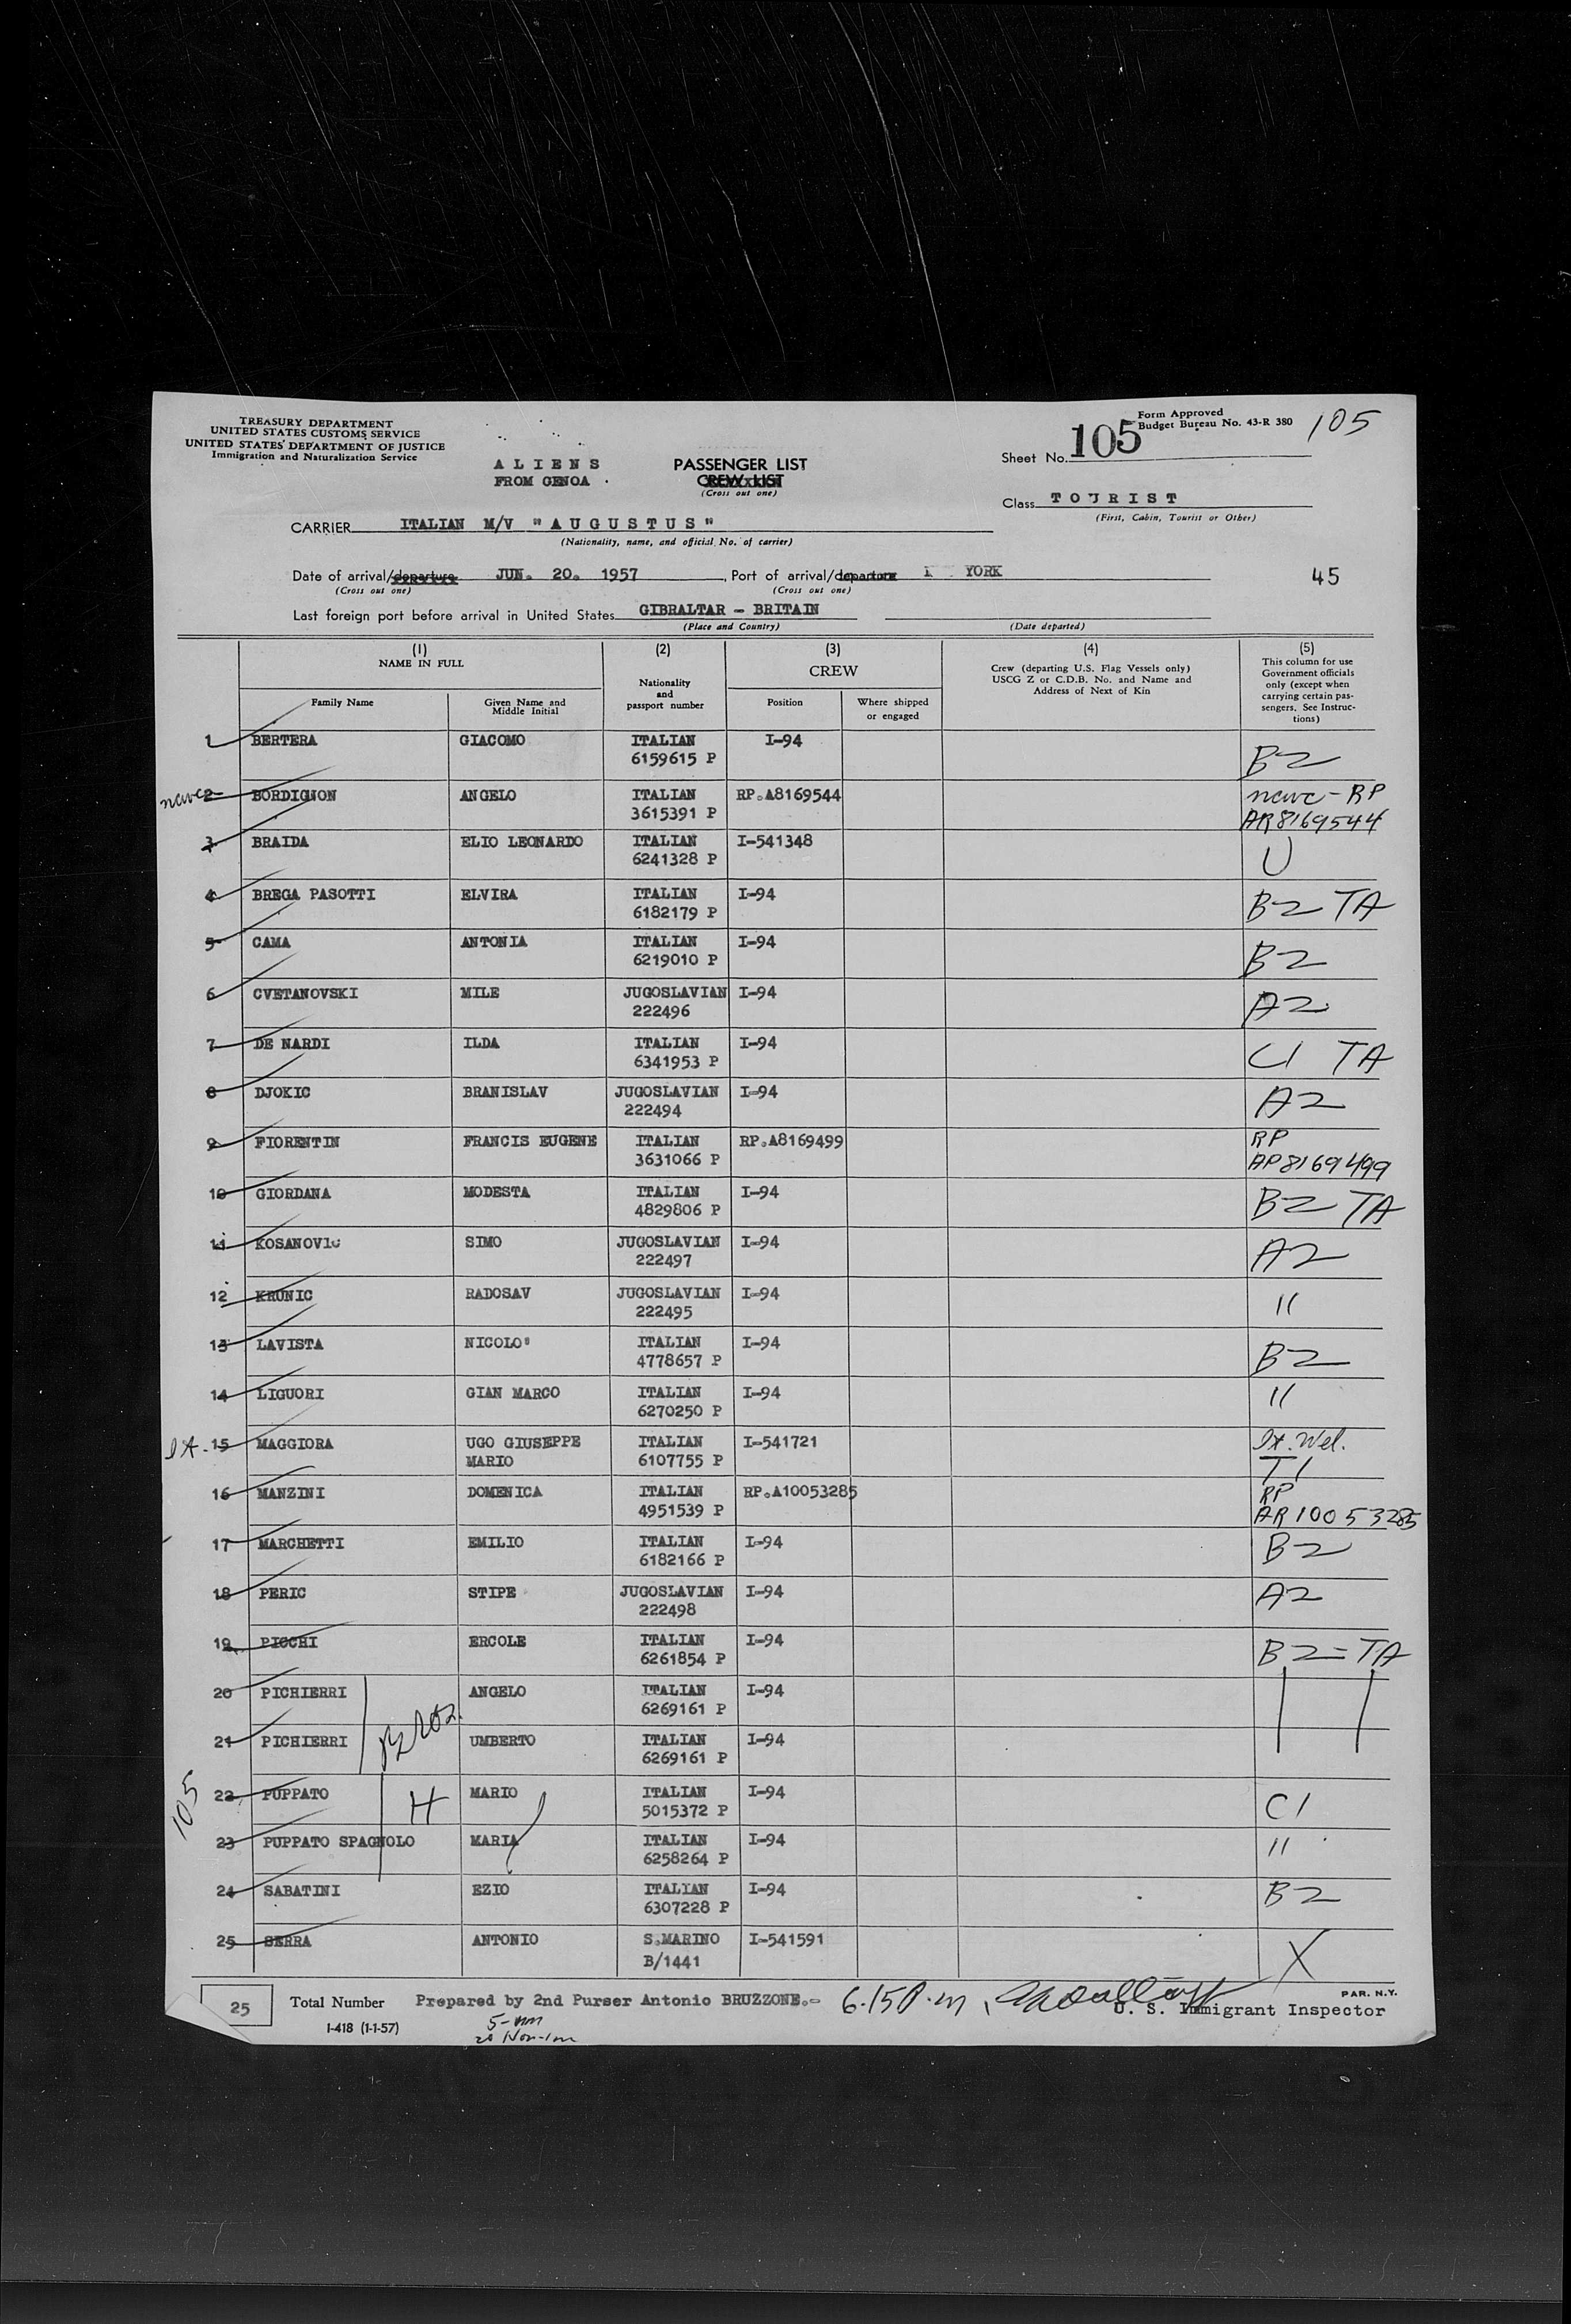 TREASURY DEPARTMENT
UNITED STATES CUSTOMS SERVICE
UNITED STATES DEPARTMENT OF JUSTICE
Immigration and Naturalization Service
ALIENS
FROM GENOA
PASSENGER LIST
CREW LIST
(Cross out one)
Form Approved
Budget Bureau No. 43-R 380
105
Sheet No. 105
Class TOURIST
(First, Cabin, Tourist or Other)
CARRIER ITALIAN M/V "AUGUSTUS"
(Nationality, name, and official No. of carrier)
Date of arrival/departure JUN. 20. 1957, Port of arrival/departure YORK
(Cross out one) (Cross out one)
45
Last foreign port before arrival in United States GIBRALTAR - BRITAIN
(Place and Country) (Date departed)
(1) NAME IN FULL
Family Name
Given Name and Middle Initial
(2) Nationality and passport number
(3) CREW
Position
Where shipped or engaged
(4) Crew (departing U.S. Flag Vessels only) USCG Z or C.D.B. No. and Name and Address of Next of Kin
(5) This column for use Government officials only (except when carrying certain passengers. See Instructions)
1 BERTERA GIACOMO ITALIAN I-94
6159615 P B2
2 BORDIGNON ANGELO ITALIAN RP.A8169544 RP
3615391 P AR8169544
3 BRAIDA ELIO LEONARDO ITALIAN I-541348
6241328 P U
4 BREGA PASOTTI ELVIRA ITALIAN I-94 B2 TA
6182179 P
5 CAMA ANTONIA ITALIAN I-94
6219010 P B2
6 CVETANOVSKI MILE JUGOSLAVIAN I-94
222496 A2
7 DE NARDI ILDA ITALIAN I-94
6341953 P C1 TA
8 DJOKIC BRANISLAV JUGOSLAVIAN I-94
222494 A2
9 FIORENTIN FRANCIS EUGENE ITALIAN RP.A8169499 RP
3631066 P AR8169499
10 GIORDANA MODESTA ITALIAN I-94
4829806 P B2 TA
11 KOSANOVIC SIMO JUGOSLAVIAN I-94
222497 A2
12 KRUNIC RADOSAV JUGOSLAVIAN I-94
222495 "
13 LAVISTA NICOLO' ITALIAN I-94
4778657 P B2
14 LIGUORI GIAN MARCO ITALIAN I-94 "
6270250 P
15 MAGGIORA UGO GIUSEPPE ITALIAN I-541721
MARIO 6107755 P T1
16 MANZINI DOMENICA ITALIAN RP.A10053285 RP
4951539 P AR10053285
17 MARCHETTI EMILIO ITALIAN I-94 B2
6182166 P
18 PERIC STIPE JUGOSLAVIAN I-94 A2
222498
19 PICCHI ERCOLE ITALIAN I-94
6261854 P B2=TA
20 PICHIERRI ANGELO ITALIAN I-94
6269161 P
Bros.
21 PICHIERRI UMBERTO ITALIAN I-94
6269161 P
105
22 PUPPATO H MARIO ITALIAN I-94
5015372 P C1
23 PUPPATO SPAGNOLO MARIA ITALIAN I-94 "
6258264 P
24 SABATINI EZIO ITALIAN I-94 B2
6307228 P
25 SERRA ANTONIO S.MARINO I-541591
B/1441 X
25 Total Number Prepared by 2nd Purser Antonio BRUZZONE.- 6.15 P.m
PAR. N.Y.
U. S. Immigrant Inspector
I-418 (1-1-57)